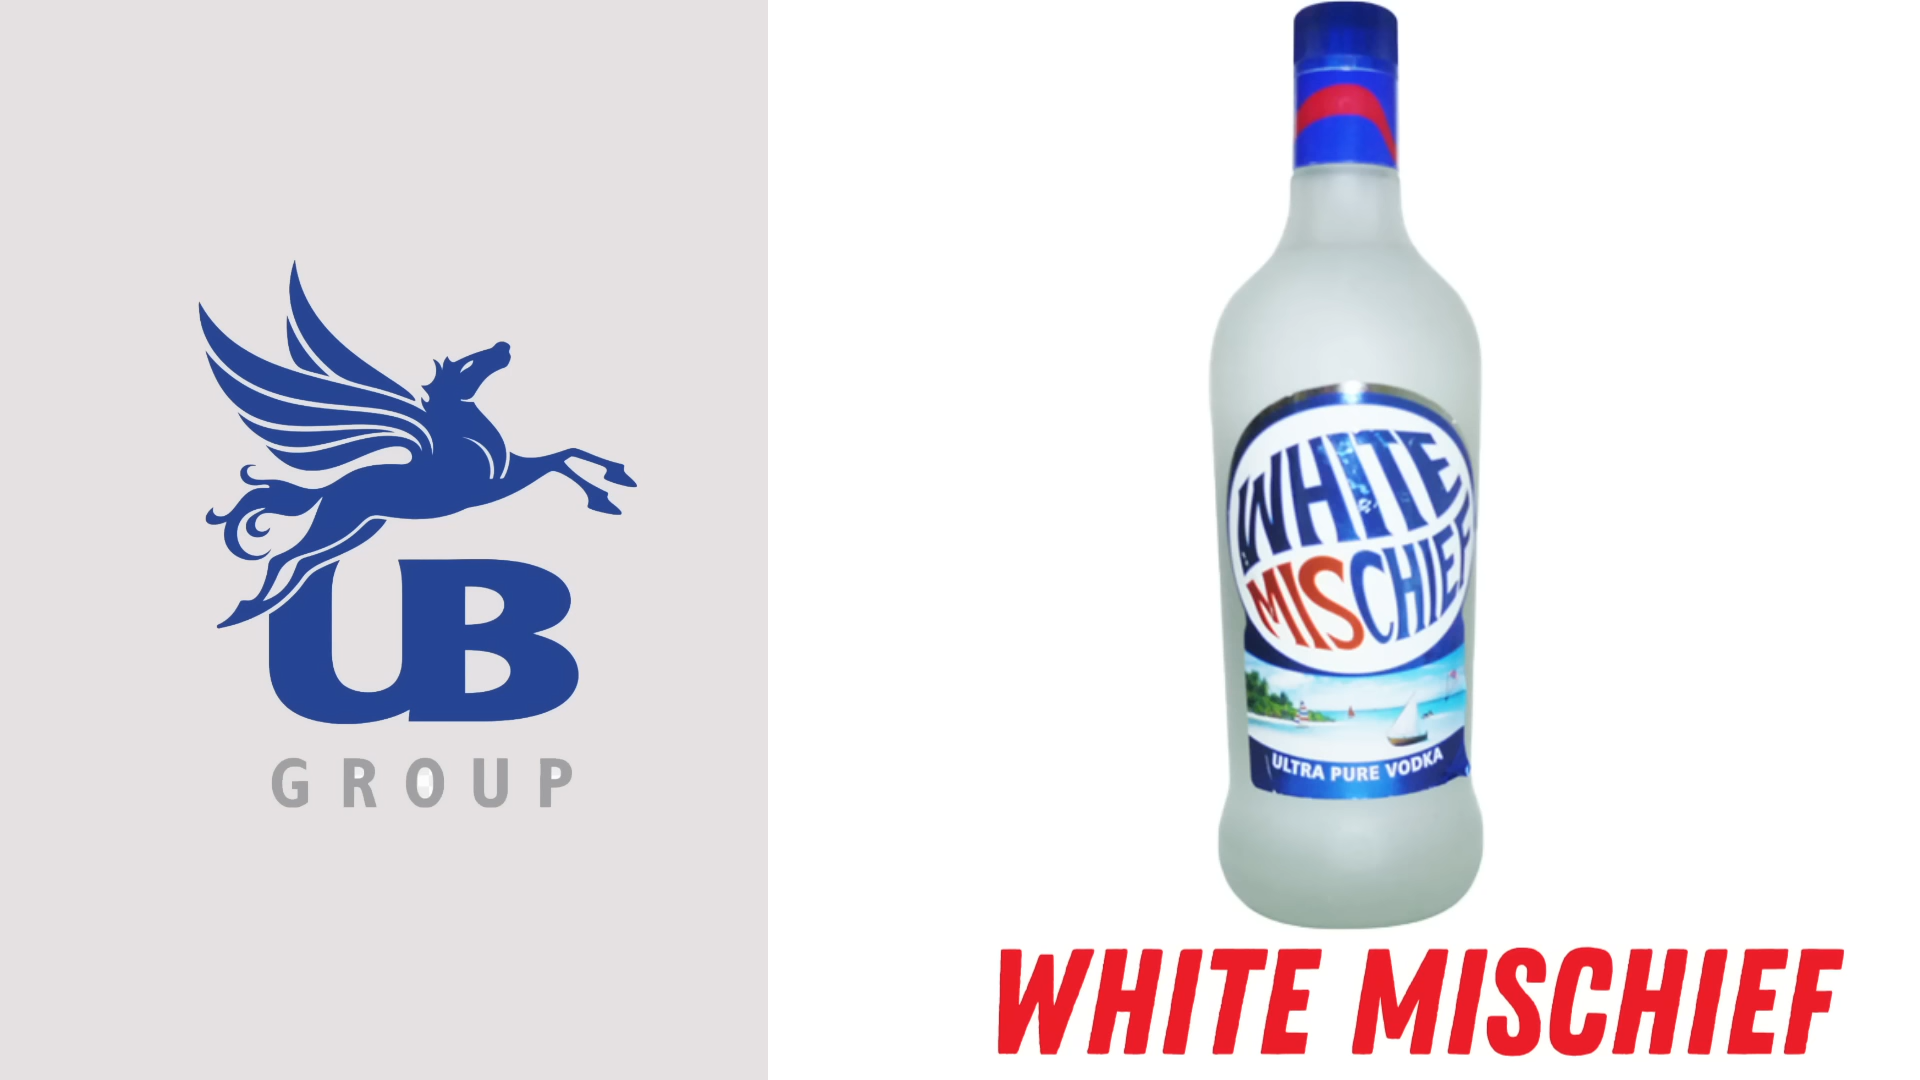 UB
GROUP
WHITE
MISCHIEF
ULTRA PURE VODKA
WHITE MISCHIEF